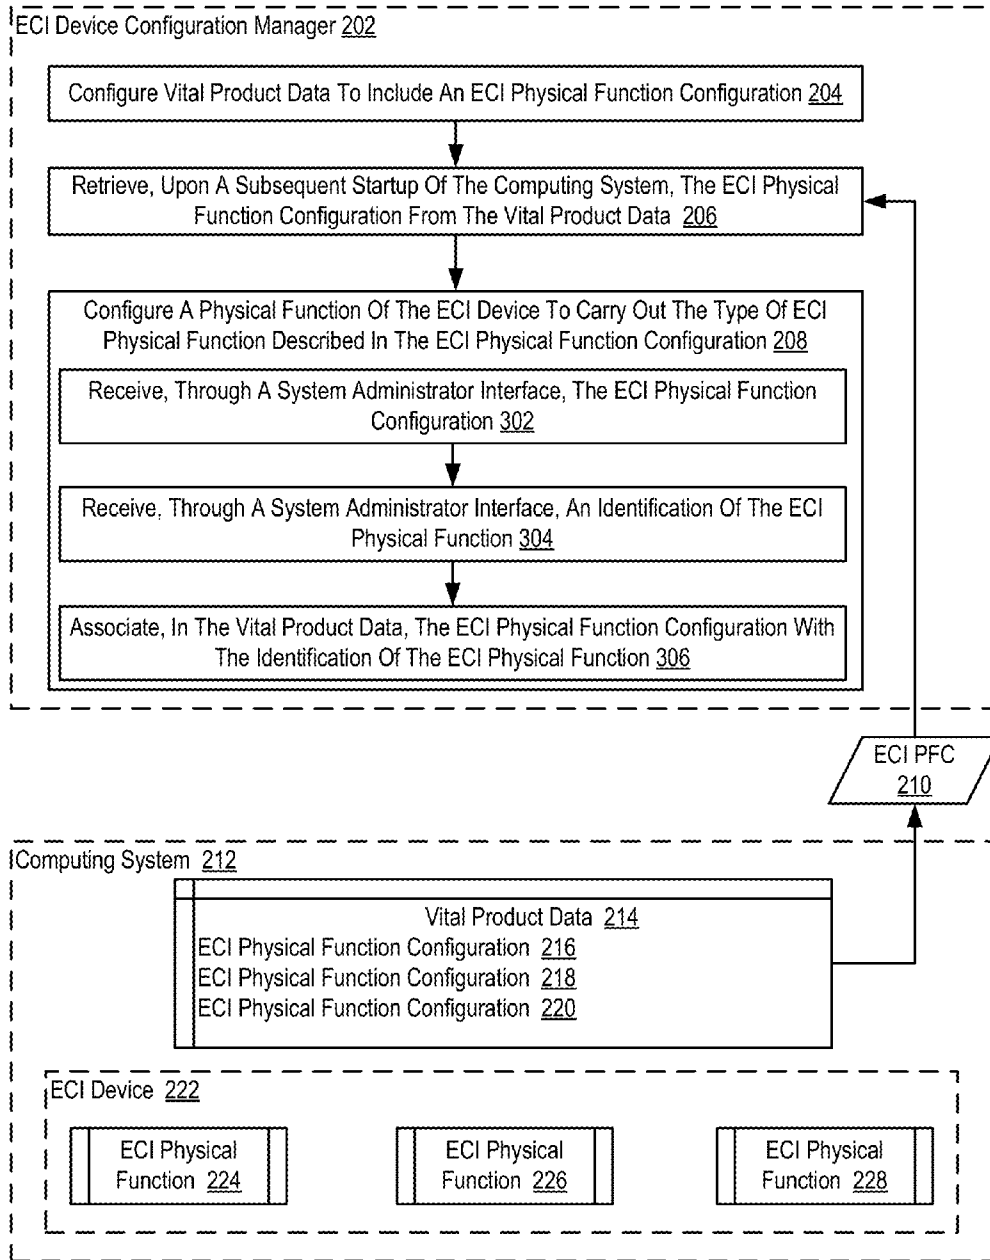 ECI Device Configuration Manager 202
Configure Vital Product Data To Include An ECI Physical Function Configuration 204
Retrieve, Upon A Subsequent Startup Of The Computing System, The ECI Physical
Function Configuration From The Vital Product Data 206
Configure A Physical Function Of The ECI Device To Carry Out The Type Of ECI
Physical Function Described In The ECI Physical Function Configuration 208
Receive, Through A System Administrator Interface, The ECI Physical Function
Configuration 302
Receive, Through A System Administrator Interface, An Identification Of The ECI
Physical Function 304
Associate, In The Vital Product Data, The ECI Physical Function Configuration With
The Identification Of The ECI Physical Function 306
ECI PFC
210
Computing System 212
Vital Product Data 214
ECI Physical Function Configuration 216
ECI Physical Function Configuration 218
ECI Physical Function Configuration 220
ECI Device 222
ECI Physical
Function 224
ECI Physical
Function 226
ECI Physical
Function 228